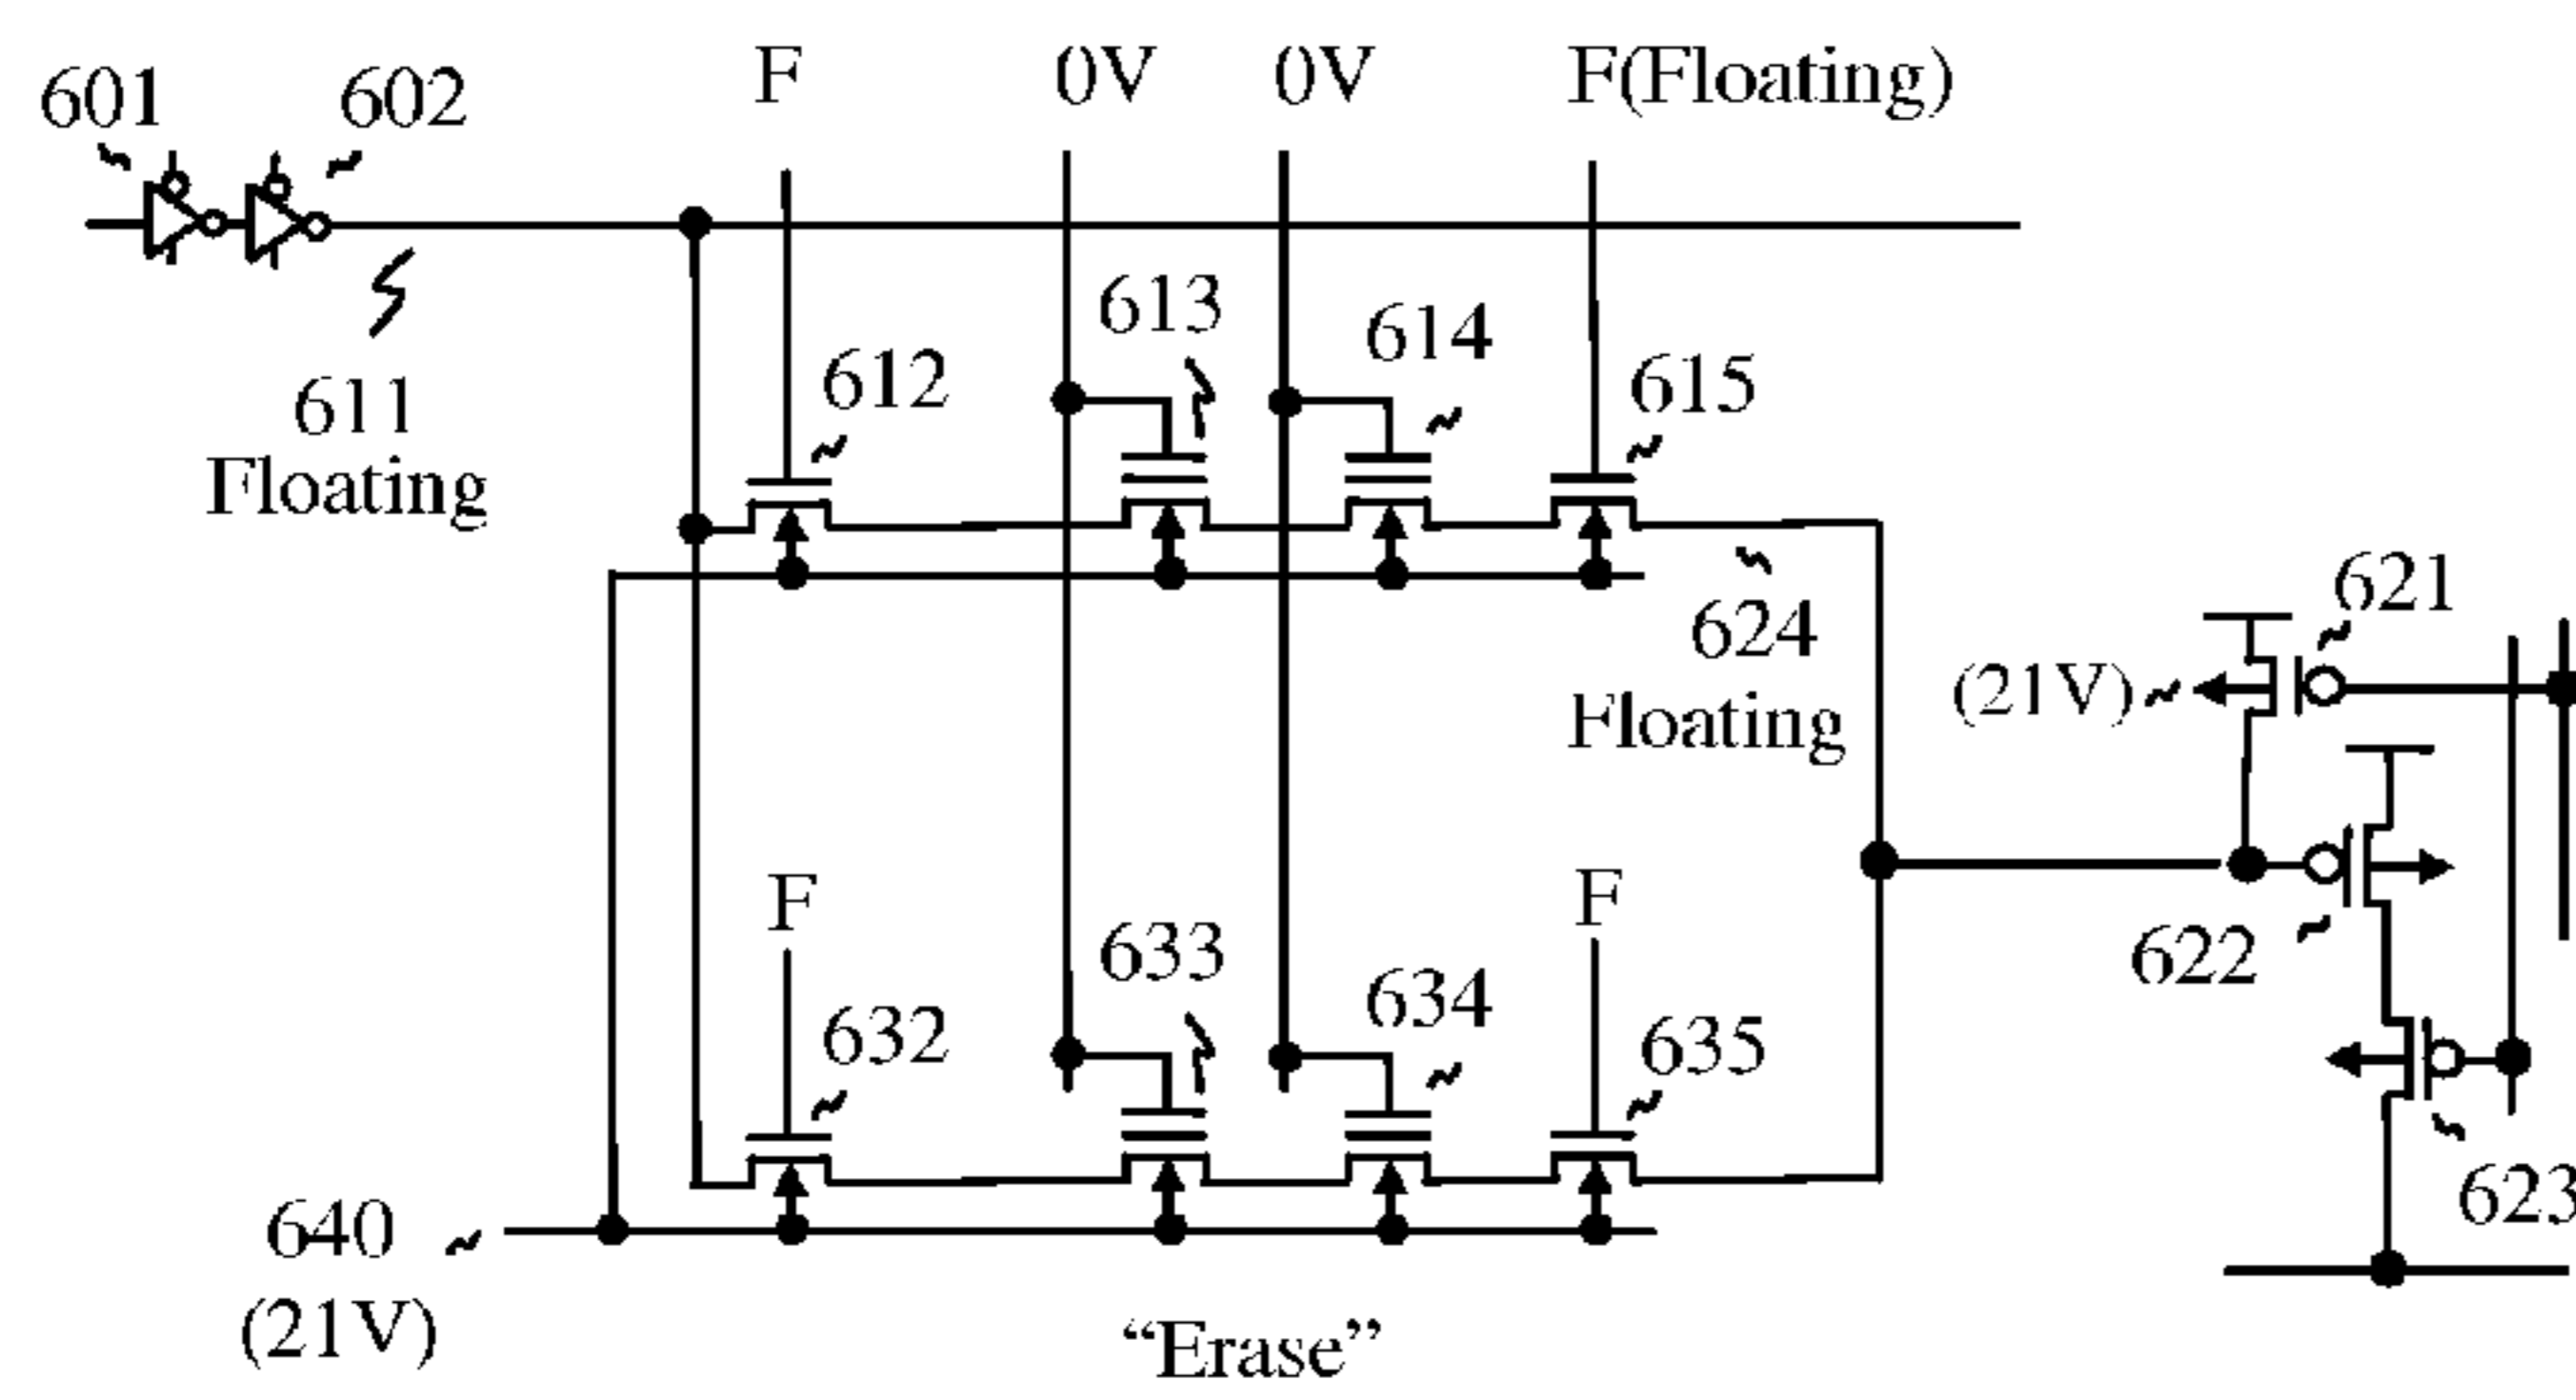 601
602
F
0V
0V
F(Floating)
611
Floating
612
613
614
615
624
Floating
621
(21V)
622
623
F
F
632
633
634
635
640
(21V)
“Erase”